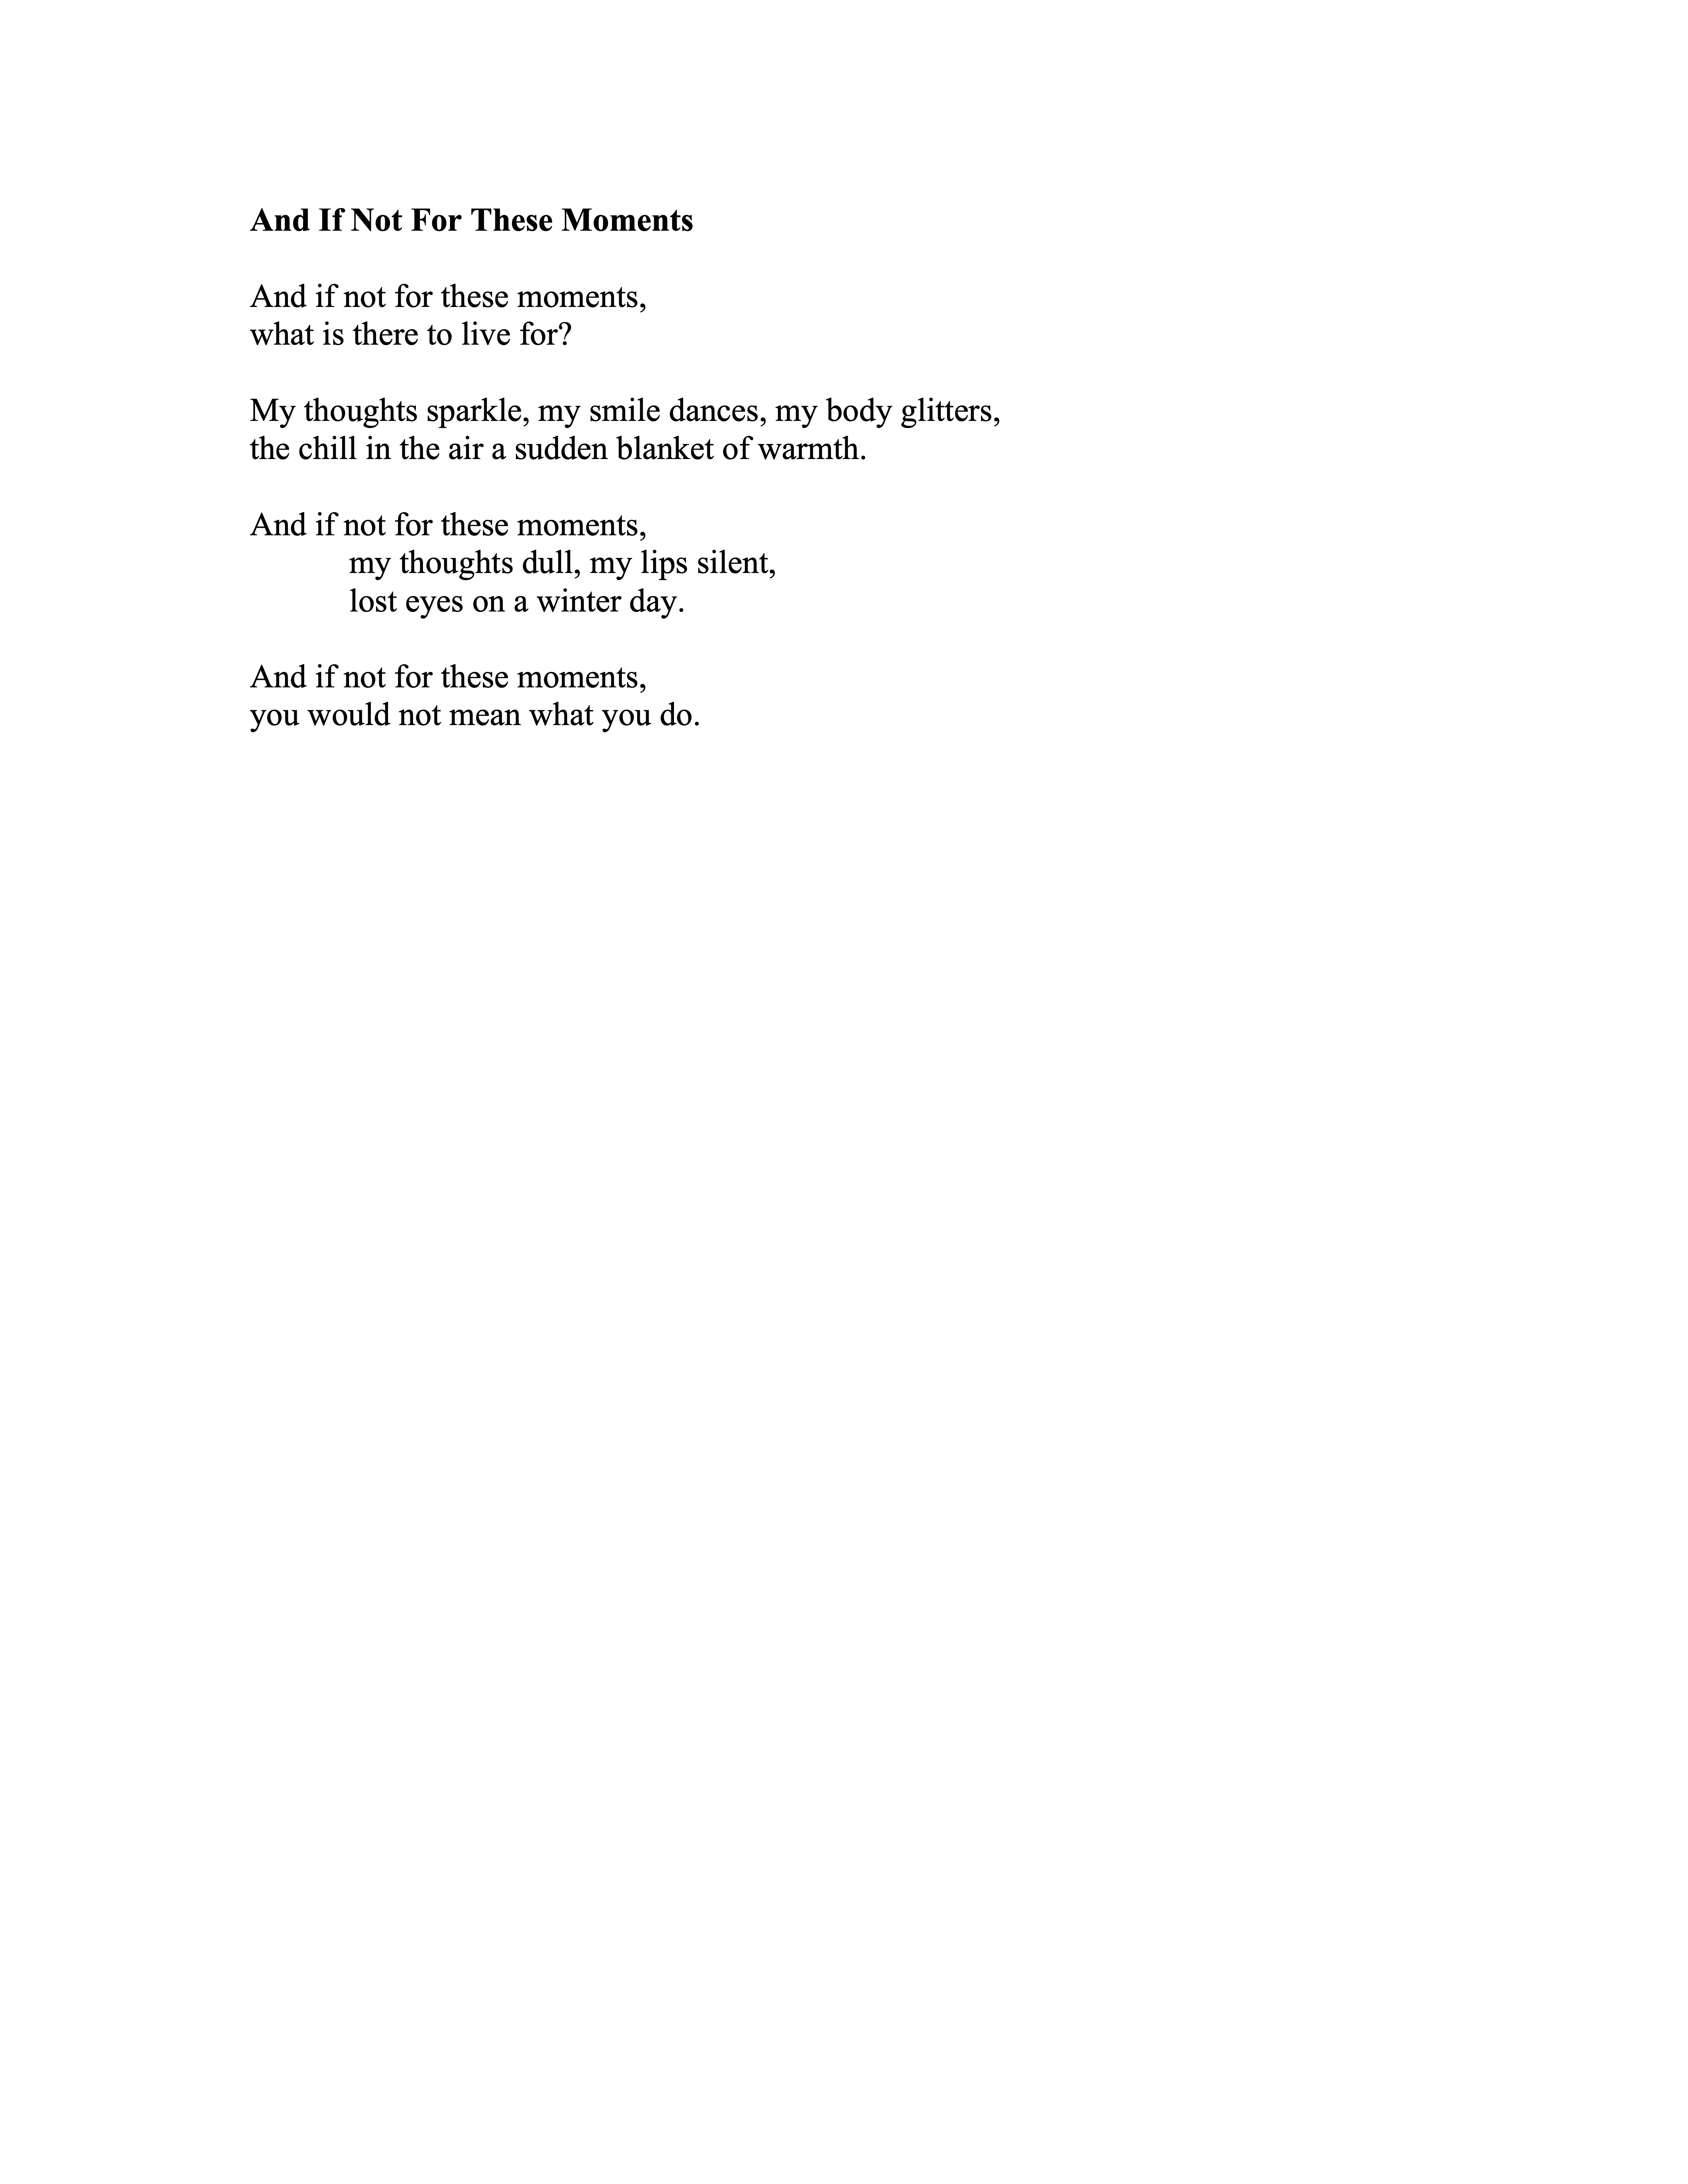 And If Not For These Moments
And if not for these moments,
what is there to live for?
My thoughts sparkle, my smile dances, my body glitters,
the chill in the air a sudden blanket of warmth.
And if not for these moments,
my thoughts dull, my lips silent,
lost eyes on a winter day.
And if not for these moments,
you would not mean what you do.